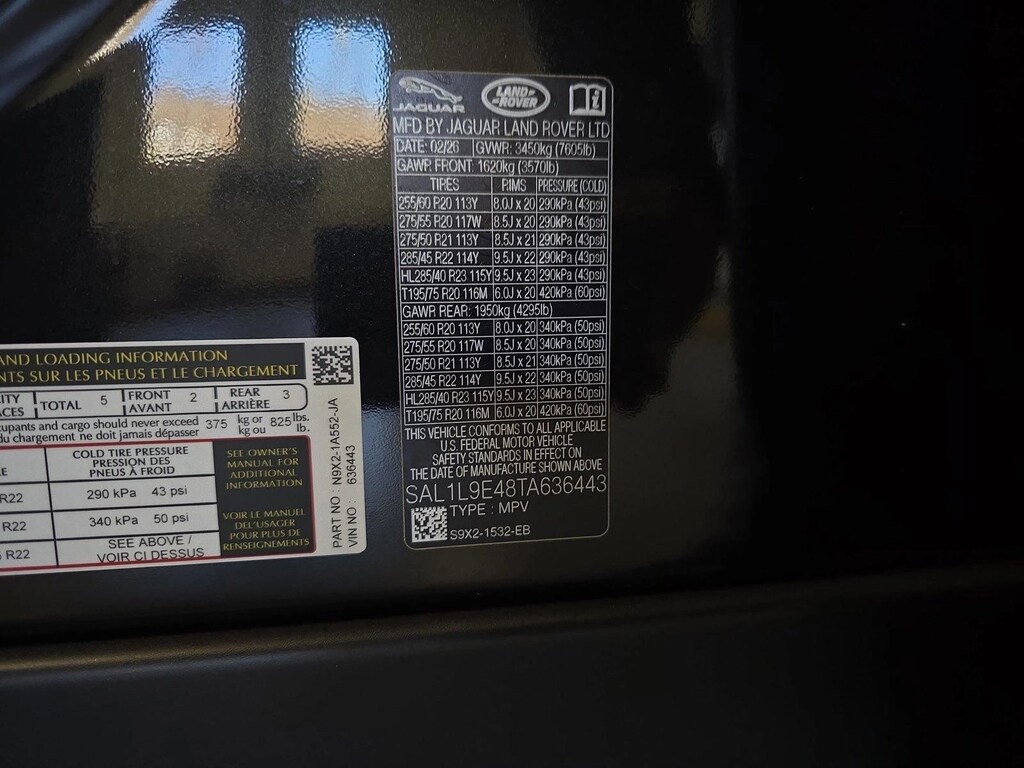 AND LOADING INFORMATION
NTS SUR LES PNEUS ET LE CHARGEMENT
ITY
ACES
TOTAL 5
FRONT
AVANT 2
REAR
ARRIÈRE 3
cupants and cargo should never exceed
du chargement ne doit jamais dépasser
375 kg or 825 lbs.
kg ou lb.
COLD TIRE PRESSURE
PRESSION DES
PNEUS À FROID
R22 290 kPa 43 psi
R22 340 kPa 50 psi
R22 SEE ABOVE /
VOIR CI DESSUS
SEE OWNER'S
MANUAL FOR
ADDITIONAL
INFORMATION
VOIR LE MANUEL
DEL'USAGER
POUR PLUS DE
RENSEIGNEMENTS
PART NO : N9X2-1A552-JA
VIN NO : 636443
JAGUAR
LAND-
-ROVER
MFD BY JAGUAR LAND ROVER LTD
DATE: 02/26 GVWR: 3450kg (7605lb)
GAWR FRONT: 1620kg (3570lb)
TIRES RIMS PRESSURE (COLD)
255/60 R20 113Y 8.0J x 20 290kPa (43psi)
275/55 R20 117W 8.5J x 20 290kPa (43psi)
275/50 R21 113Y 8.5J x 21 290kPa (43psi)
285/45 R22 114Y 9.5J x 22 290kPa (43psi)
HL285/40 R23 115Y 9.5J x 23 290kPa (43psi)
T195/75 R20 116M 6.0J x 20 420kPa (60psi)
GAWR REAR: 1950kg (4295lb)
255/60 R20 113Y 8.0J x 20 340kPa (50psi)
275/55 R20 117W 8.5J x 20 340kPa (50psi)
275/50 R21 113Y 8.5J x 21 340kPa (50psi)
285/45 R22 114Y 9.5J x 22 340kPa (50psi)
HL285/40 R23 115Y 9.5J x 23 340kPa (50psi)
T195/75 R20 116M 6.0J x 20 420kPa (60psi)
THIS VEHICLE CONFORMS TO ALL APPLICABLE
U.S. FEDERAL MOTOR VEHICLE
SAFETY STANDARDS IN EFFECT ON
THE DATE OF MANUFACTURE SHOWN ABOVE
SAL1L9E48TA636443
TYPE : MPV
S9X2-1532-EB